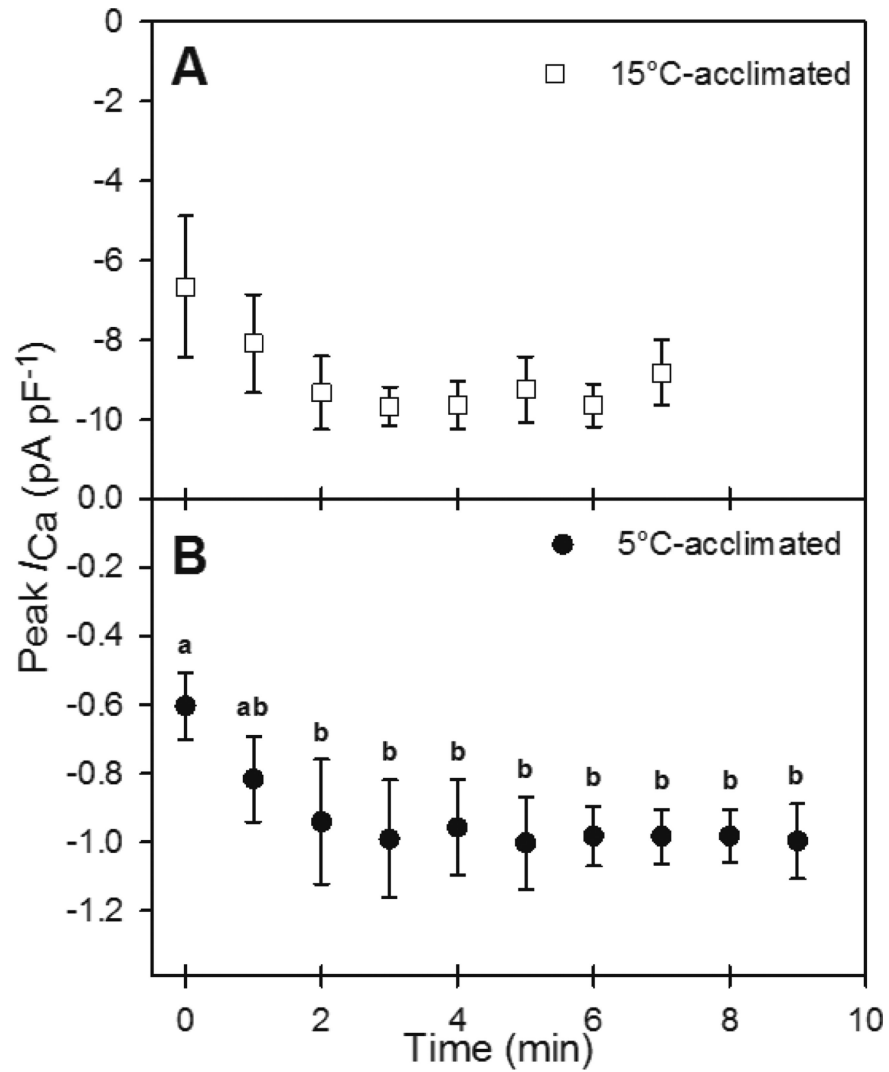 0
A
15°C-acclimated
-2
-4
-6
-8
-10
Peak ICa (pA pF-1)
0.0
B
5°C-acclimated
-0.2
-0.4
-0.6
-0.8
-1.0
-1.2
a
ab
b
b
b
b
b
b
b
b
0 2 4 6 8 10
Time (min)